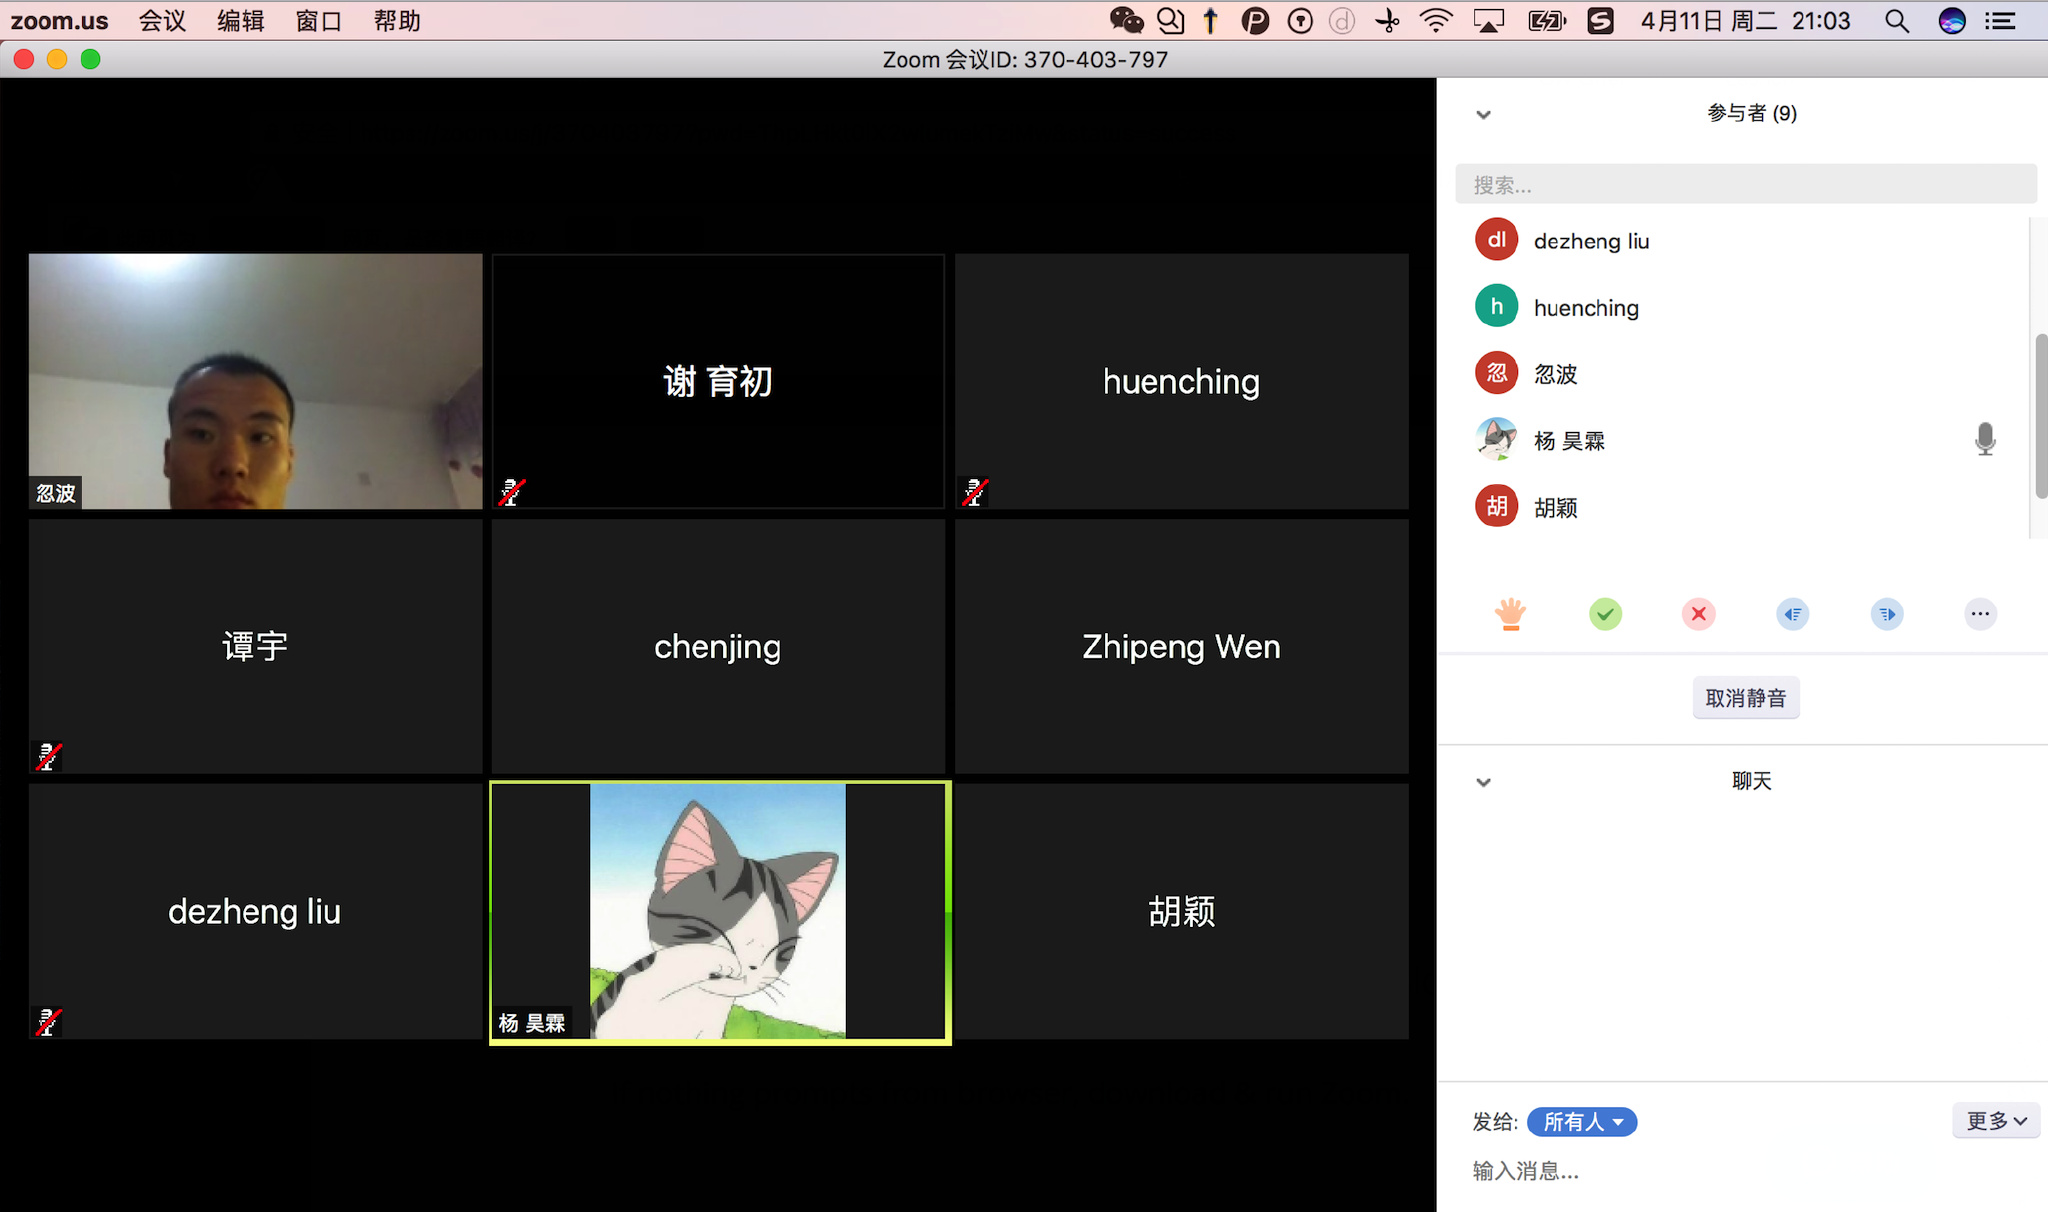 zoom.us 会议 编辑 窗口 帮助 4月11日 周二 21:03
Zoom 会议ID: 370-403-797
忽波
谢 育初
huenching
谭宇
chenjing
Zhipeng Wen
dezheng liu
杨 昊霖
胡颖
参与者 (9)
搜索...
dl dezheng liu
h huenching
忽 忽波
杨 昊霖
胡 胡颖
取消静音
聊天
发给: 所有人 更多
输入消息...